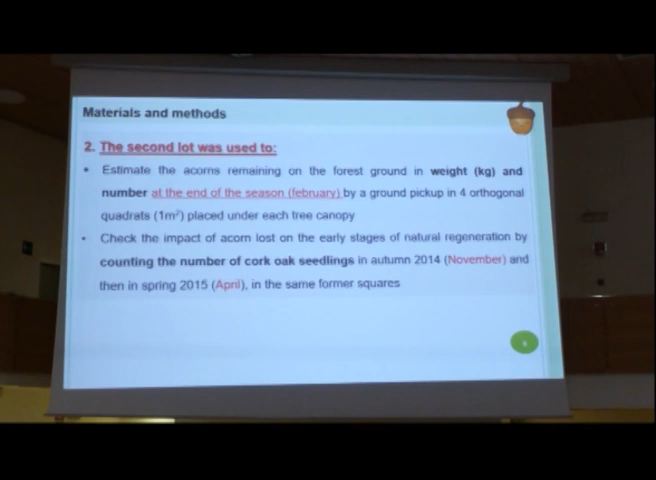 Materials and methods
2. The second lot was used to:
• Estimate the acorns remaining on the forest ground in weight (kg) and
number at the end of the season (february) by a ground pickup in 4 orthogonal
quadrats (1m²) placed under each tree canopy
• Check the impact of acorn lost on the early stages of natural regeneration by
counting the number of cork oak seedlings in autumn 2014 (November) and
then in spring 2015 (April), in the same former squares